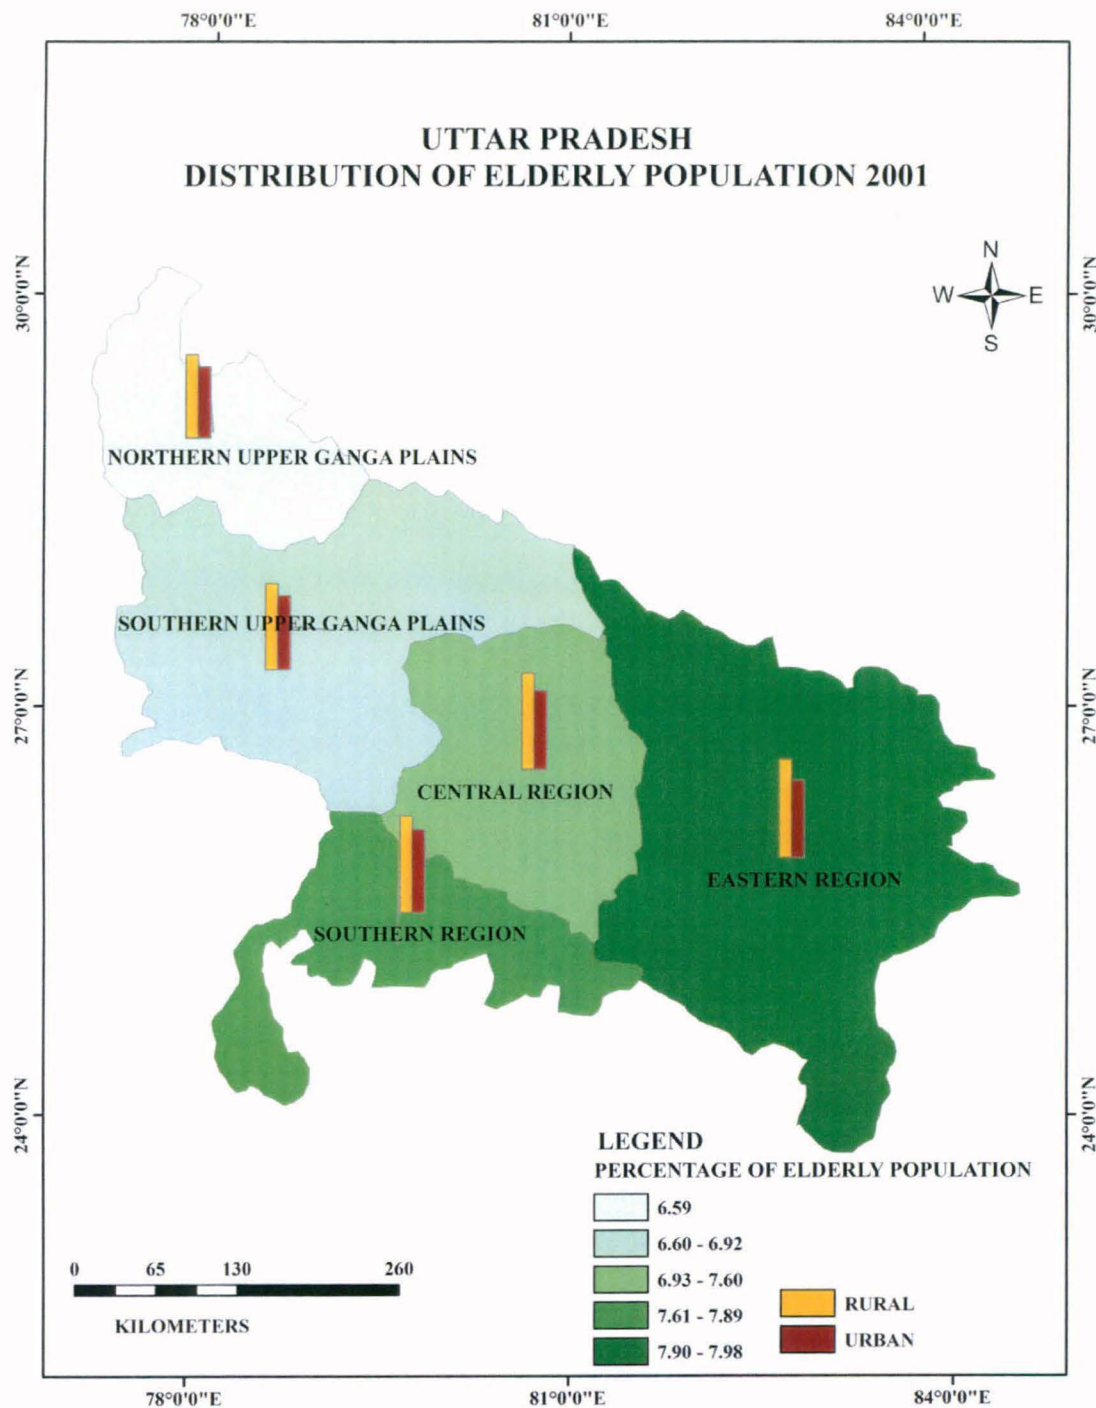 78°0'0"E 81°0'0"E 84°0'0"E
UTTAR PRADESH
DISTRIBUTION OF ELDERLY POPULATION 2001
N
W E
S
30°0'0"N 30°0'0"N
NORTHERN UPPER GANGA PLAINS
SOUTHERN UPPER GANGA PLAINS
27°0'0"N 27°0'0"N
CENTRAL REGION
EASTERN REGION
SOUTHERN REGION
24°0'0"N 24°0'0"N
LEGEND
PERCENTAGE OF ELDERLY POPULATION
6.59
6.60 - 6.92
6.93 - 7.60
7.61 - 7.89
7.90 - 7.98
RURAL
URBAN
0 65 130 260
KILOMETERS
78°0'0"E 81°0'0"E 84°0'0"E